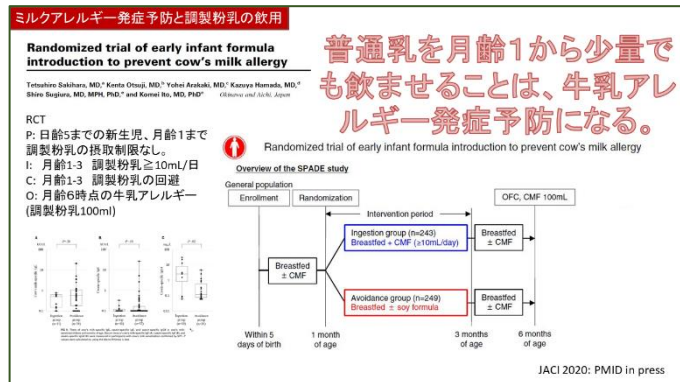 ミルクアレルギー発症予防と調製粉乳の飲用
Randomized trial of early infant formula
introduction to prevent cow's milk allergy
Tetsuhiro Sakihara, MD, Kenta Otsuji, MD, Yohei Arakaki, MD, Kazuya Hamada, MD,
Shiro Sugiura, MD, MPH, PhD, and Komei Ito, MD, PhD Okinawa and Aichi, Japan
普通乳を月齢1から少量で
も飲ませることは、牛乳アレ
ルギー発症予防になる。
RCT
P: 日齢5までの新生児、月齢1まで
調製粉乳の摂取制限なし。
I: 月齢1-3 調製粉乳≧10mL/日
C: 月齢1-3 調製粉乳の回避
O: 月齢6時点の牛乳アレルギー
(調製粉乳100ml)
Randomized trial of early infant formula introduction to prevent cow's milk allergy
Overview of the SPADE study
General population
Enrollment
Randomization
Intervention period
OFC, CMF 100mL
Breastfed
± CMF
Ingestion group (n=243)
Breastfed + CMF (≥10mL/day)
Breastfed
± CMF
Avoidance group (n=249)
Breastfed ± soy formula
Breastfed
± CMF
Within 5
days of birth
1 month
of age
3 months
of age
6 months
of age
A
B
C
JACI 2020: PMID in press